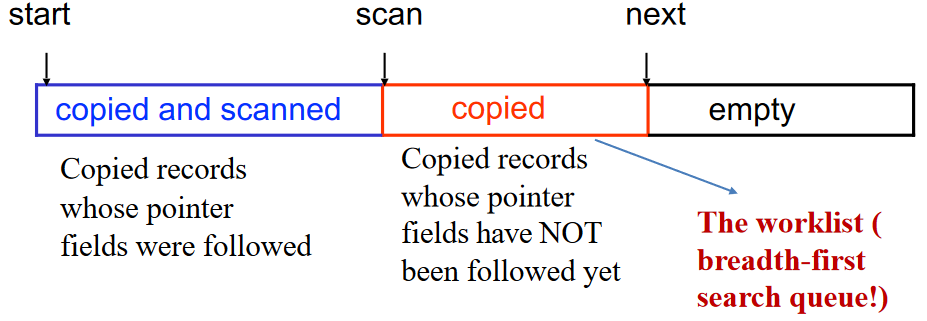 start scan next
copied and scanned copied empty
Copied records
whose pointer
fields were followed
Copied records
whose pointer
fields have NOT
been followed yet
The worklist (
breadth-first
search queue!)